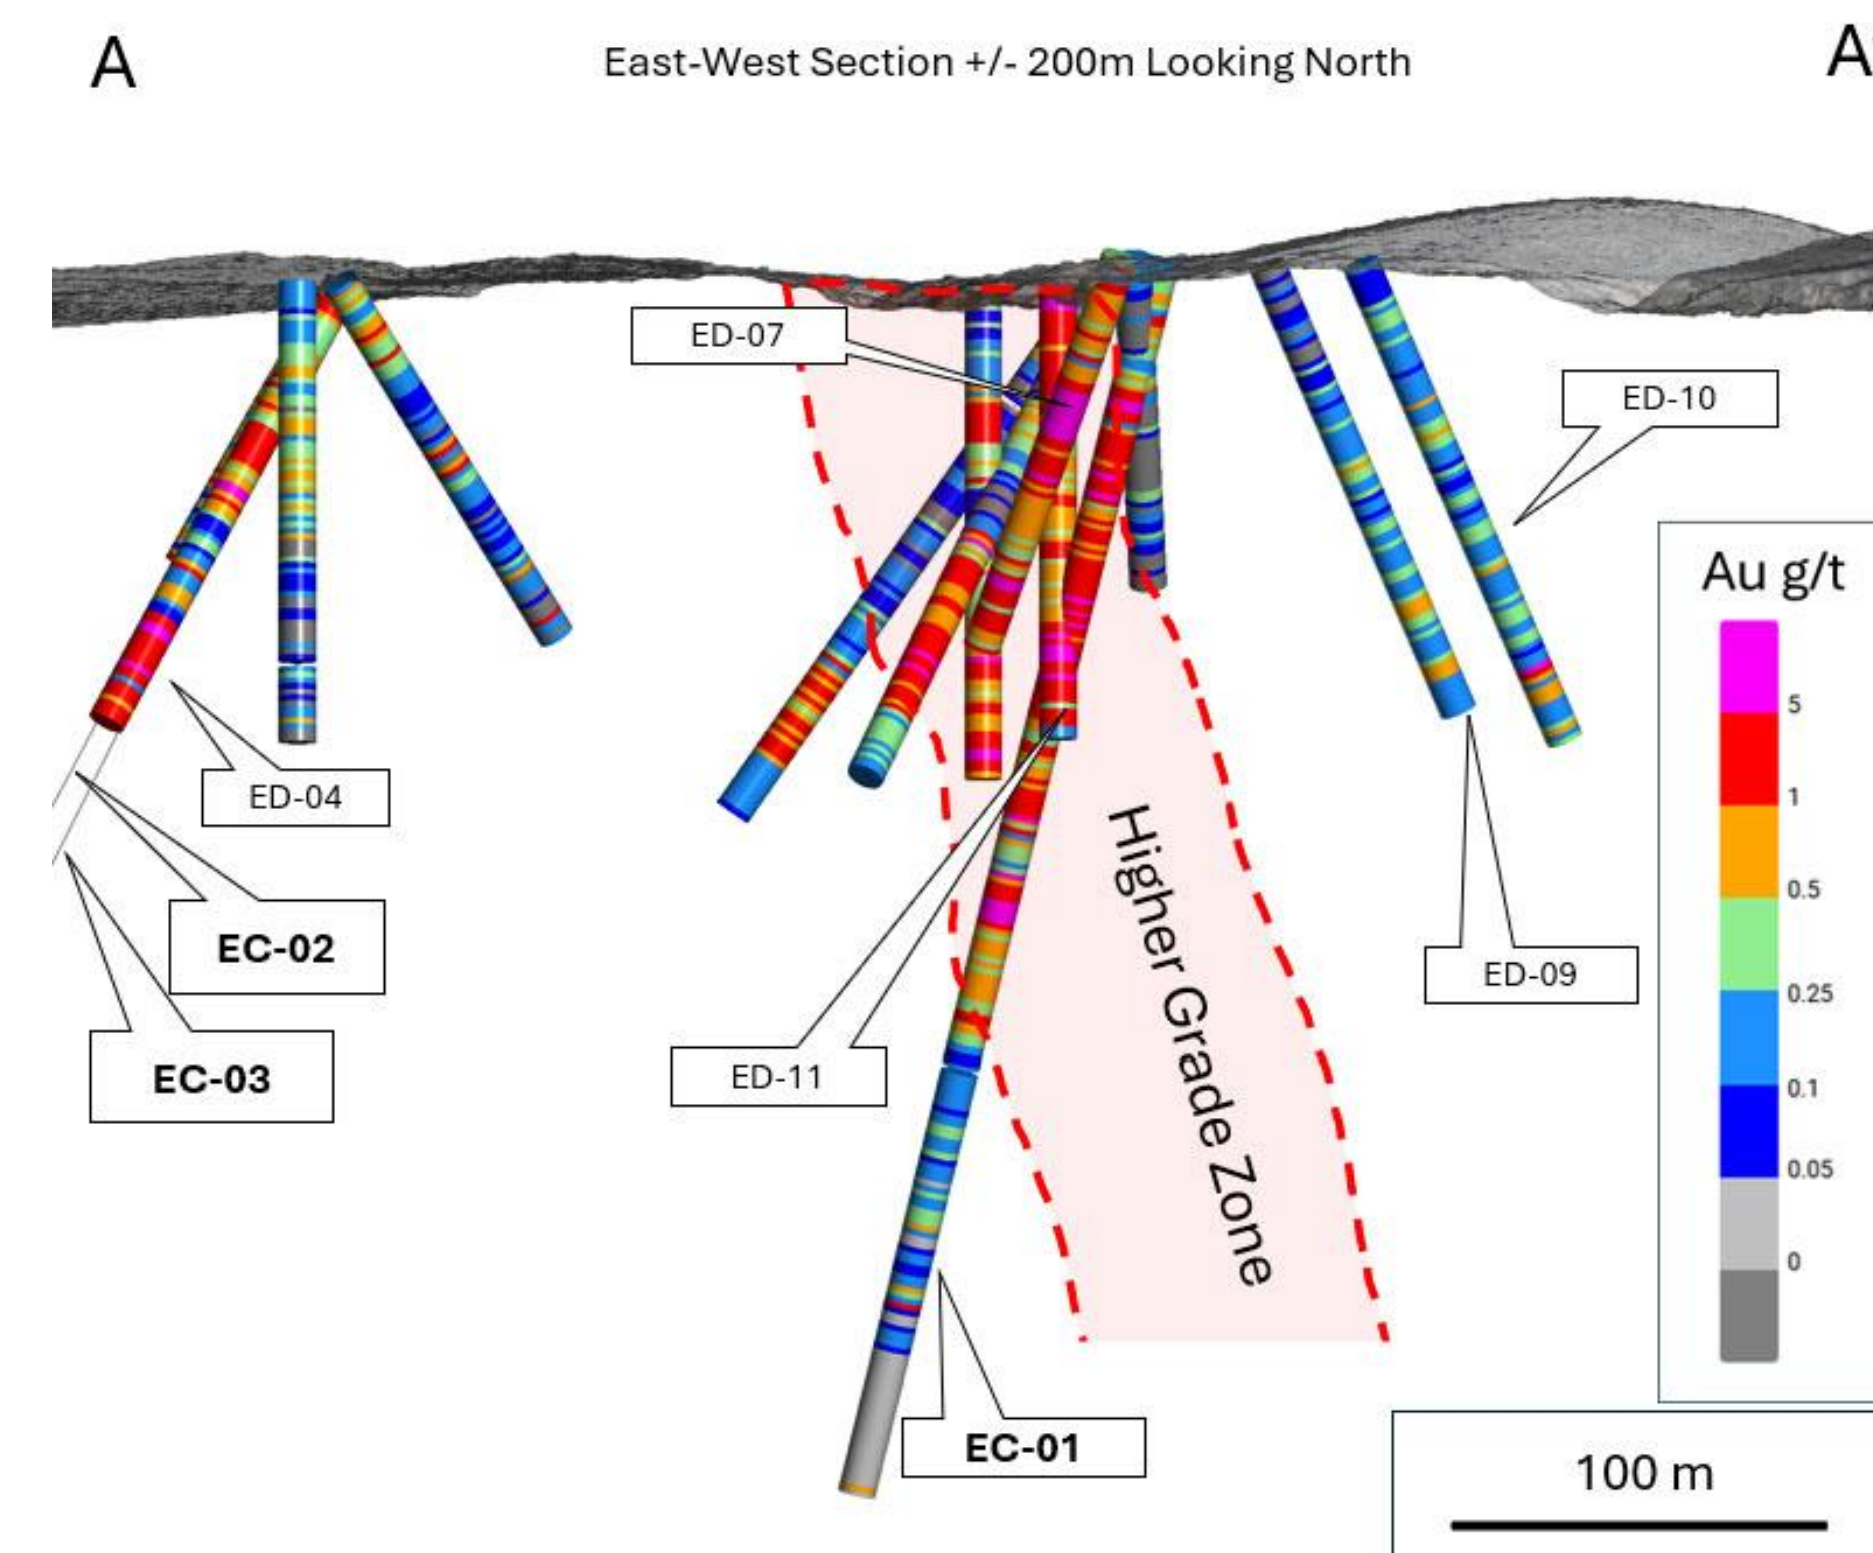 A
East-West Section +/- 200m Looking North
A'
ED-07
ED-10
ED-04
EC-02
EC-03
ED-11
ED-09
EC-01
Higher Grade Zone
Au g/t
5
1
0.5
0.25
0.1
0.05
0
100 m